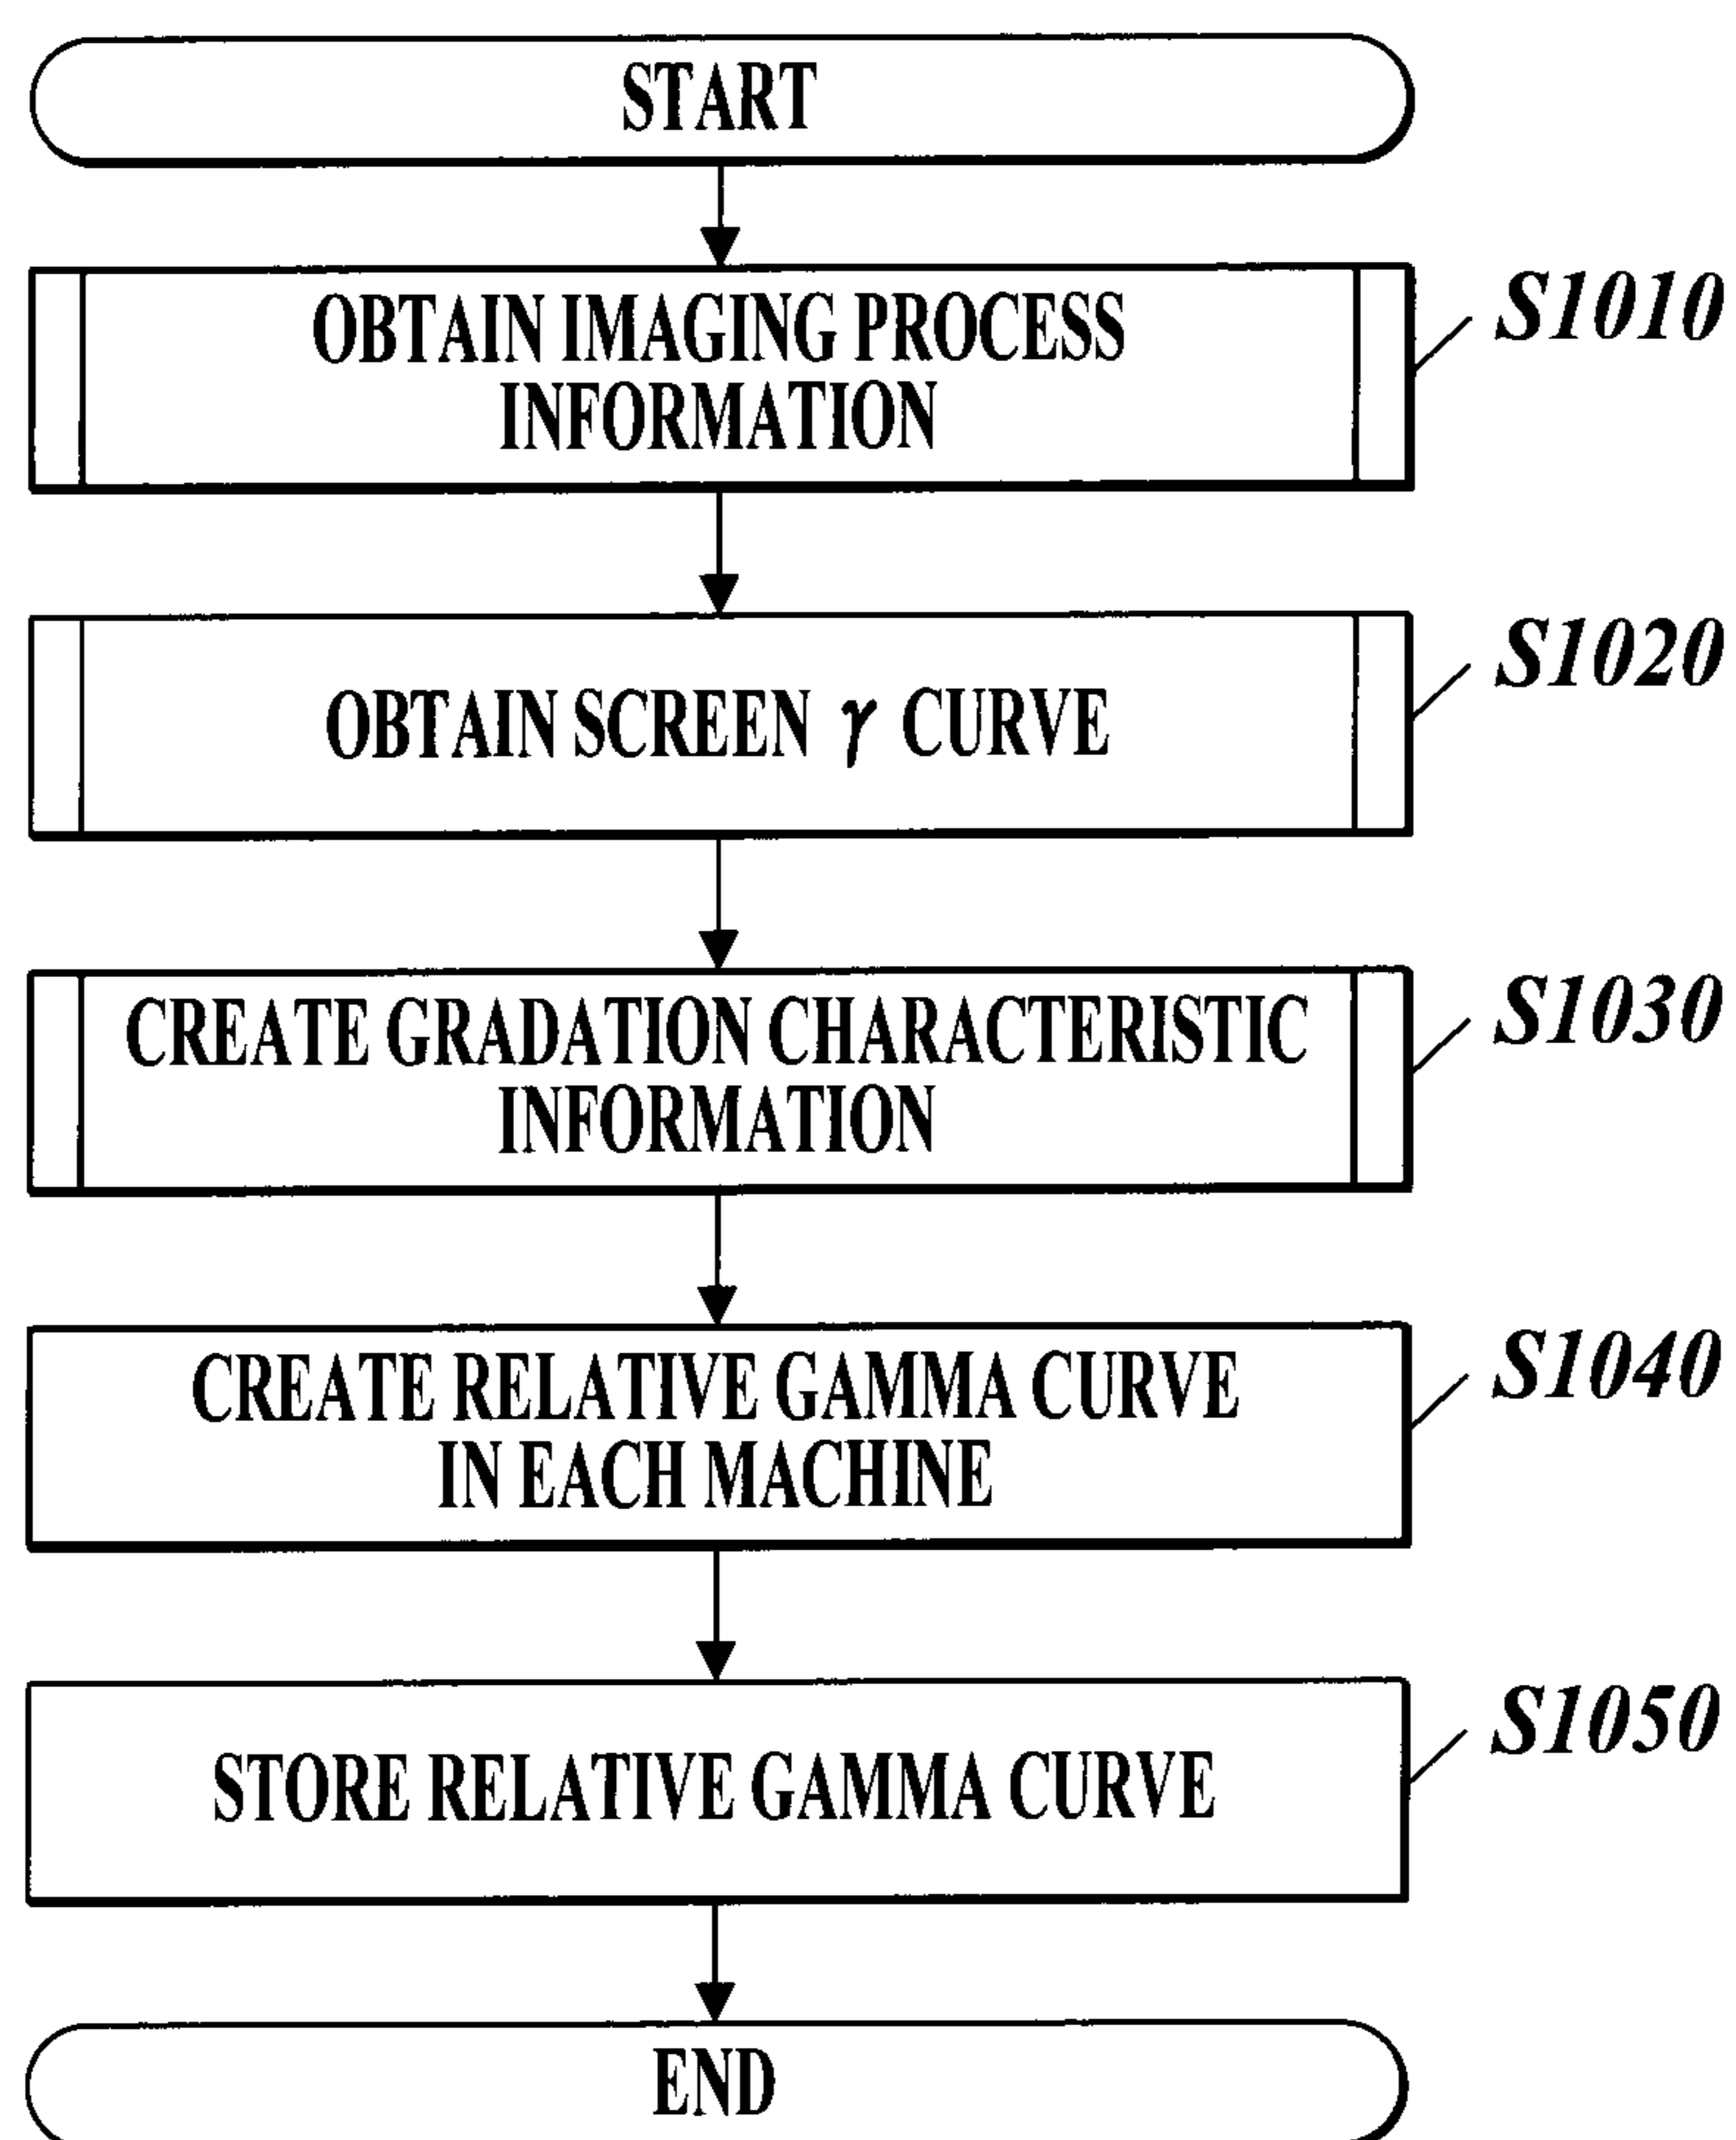 START
OBTAIN IMAGING PROCESS
INFORMATION
S1010
OBTAIN SCREEN γ CURVE
S1020
CREATE GRADATION CHARACTERISTIC
INFORMATION
S1030
CREATE RELATIVE GAMMA CURVE
IN EACH MACHINE
S1040
STORE RELATIVE GAMMA CURVE
S1050
END